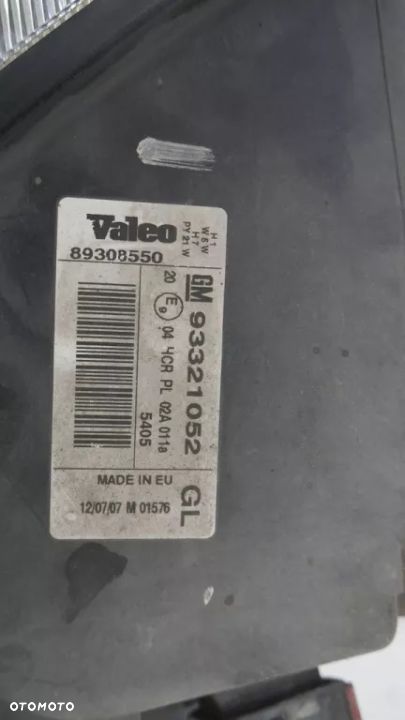 Valeo
89308550
H1
W5W
H7
PY21W
GM 93321052 GL
20 E9 04 4CR PL 02A 011a
5405
MADE IN EU
12/07/07 M 01576
OTOMOTO